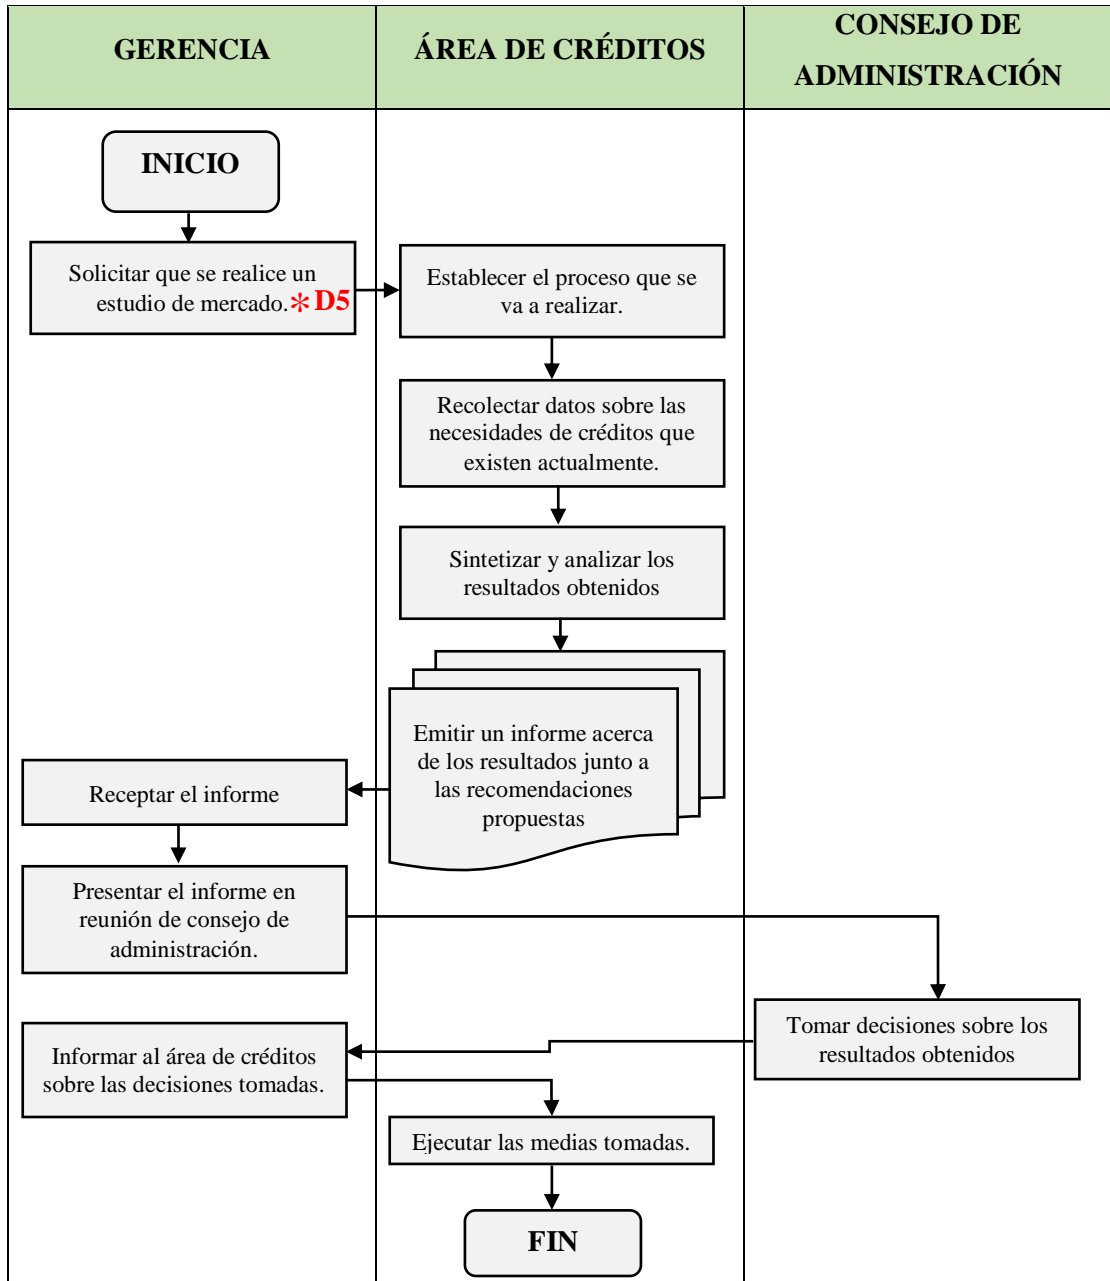 GERENCIA
ÁREA DE CRÉDITOS
CONSEJO DE
ADMINISTRACIÓN
INICIO
Solicitar que se realice un
estudio de mercado.＊D5
Establecer el proceso que se
va a realizar.
Recolectar datos sobre las
necesidades de créditos que
existen actualmente.
Sintetizar y analizar los
resultados obtenidos
Emitir un informe acerca
de los resultados junto a
las recomendaciones
propuestas
Receptar el informe
Presentar el informe en
reunión de consejo de
administración.
Tomar decisiones sobre los
resultados obtenidos
Informar al área de créditos
sobre las decisiones tomadas.
Ejecutar las medias tomadas.
FIN